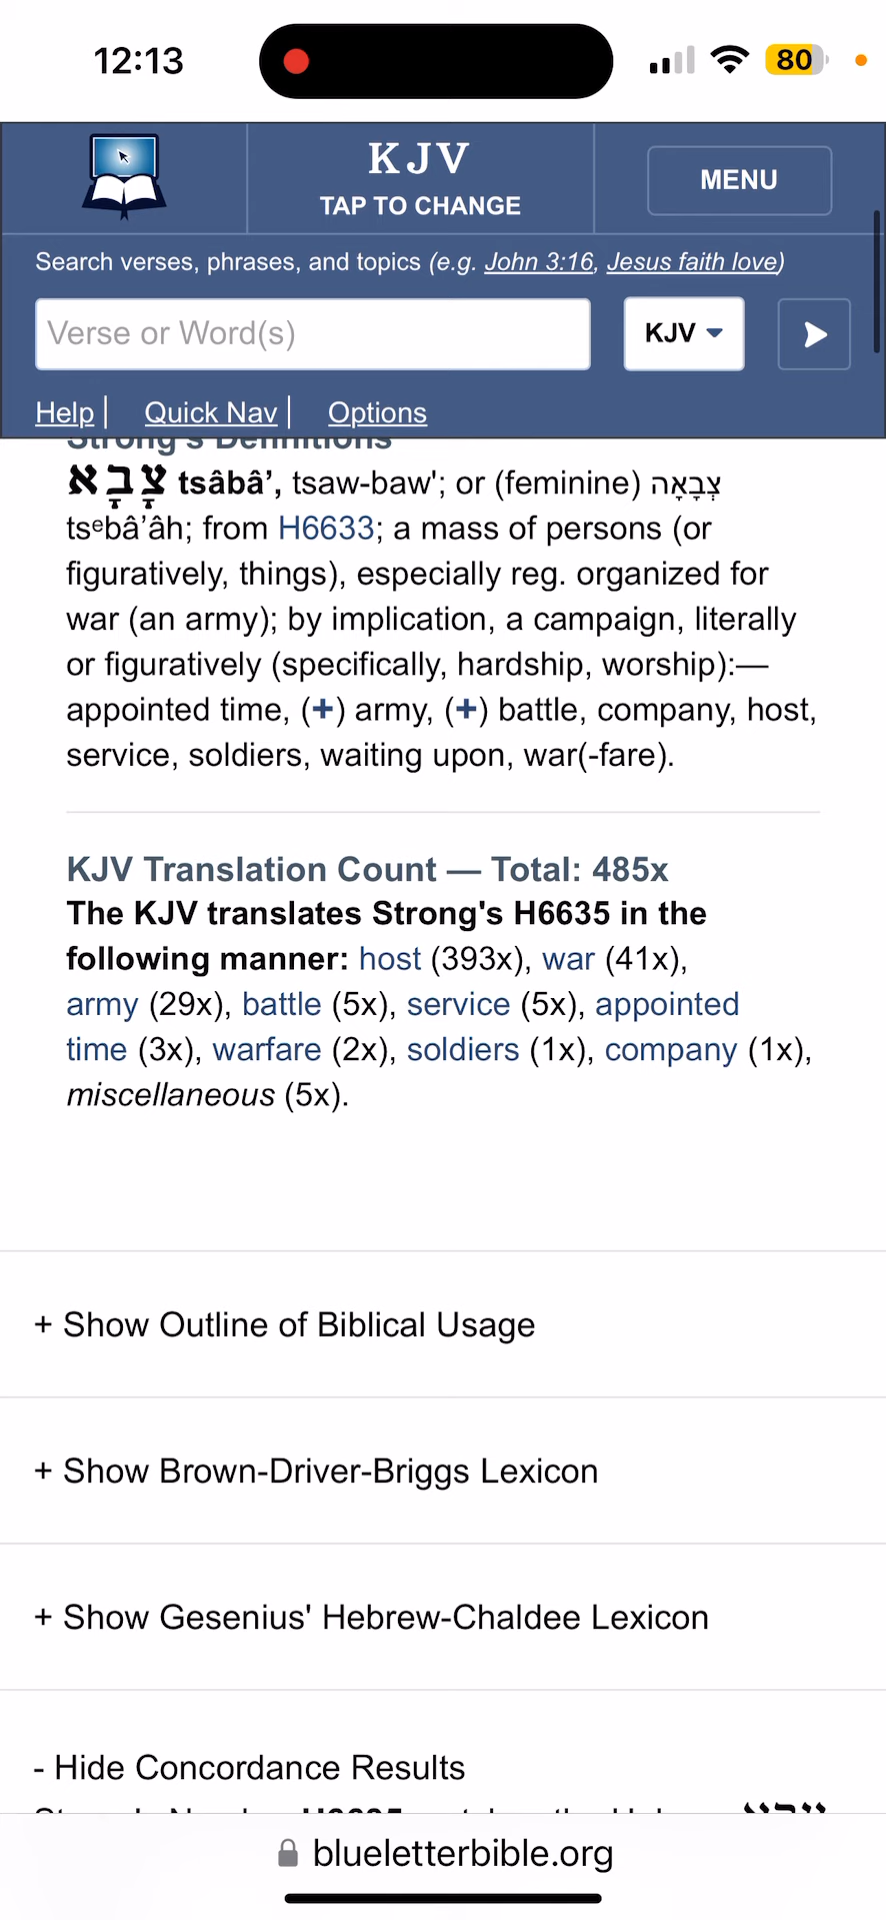 12:13
80
KJV
TAP TO CHANGE
MENU
Search verses, phrases, and topics (e.g. John 3:16, Jesus faith love)
Verse or Word(s)
KJV
Help | Quick Nav | Options
Strong's Definitions
צָבָא tsâbâʼ, tsaw-baw'; or (feminine) צְבָאָה
tsᵉbâʼâh; from H6633; a mass of persons (or
figuratively, things), especially reg. organized for
war (an army); by implication, a campaign, literally
or figuratively (specifically, hardship, worship):—
appointed time, (+) army, (+) battle, company, host,
service, soldiers, waiting upon, war(-fare).
KJV Translation Count — Total: 485x
The KJV translates Strong's H6635 in the
following manner: host (393x), war (41x),
army (29x), battle (5x), service (5x), appointed
time (3x), warfare (2x), soldiers (1x), company (1x),
miscellaneous (5x).
+ Show Outline of Biblical Usage
+ Show Brown-Driver-Briggs Lexicon
+ Show Gesenius' Hebrew-Chaldee Lexicon
- Hide Concordance Results
blueletterbible.org